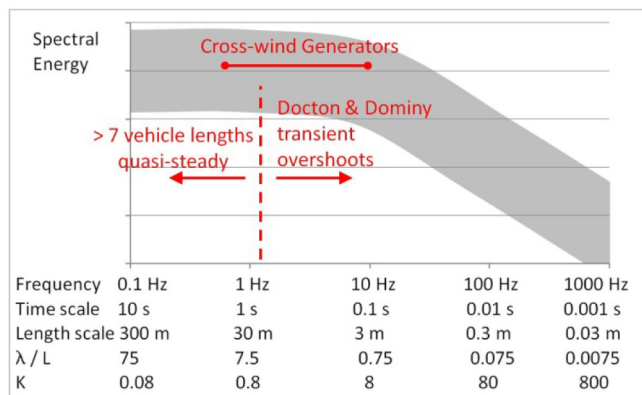 Spectral
Energy
Cross-wind Generators
> 7 vehicle lengths
quasi-steady
Docton & Dominy
transient
overshoots
Frequency 0.1 Hz 1 Hz 10 Hz 100 Hz 1000 Hz
Time scale 10 s 1 s 0.1 s 0.01 s 0.001 s
Length scale 300 m 30 m 3 m 0.3 m 0.03 m
λ / L 75 7.5 0.75 0.075 0.0075
K 0.08 0.8 8 80 800